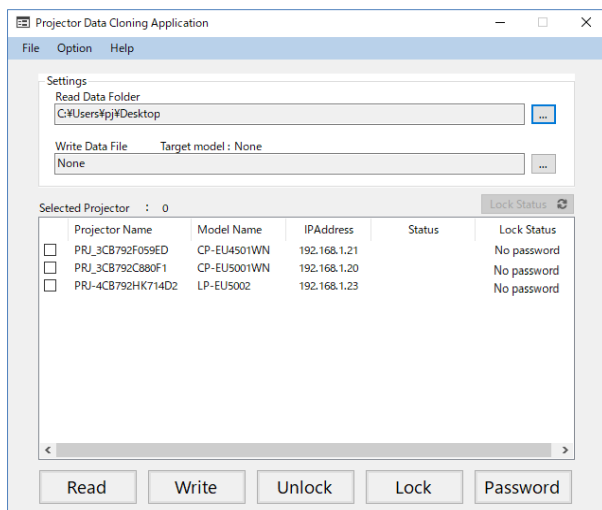 Projector Data Cloning Application
File Option Help
Settings
Read Data Folder
C:¥Users¥pj¥Desktop
...
Write Data File Target model : None
None
...
Selected Projector : 0
Lock Status
Projector Name Model Name IPAddress Status Lock Status
PRJ_3CB792F059ED CP-EU4501WN 192.168.1.21 No password
PRJ_3CB792C880F1 CP-EU5001WN 192.168.1.20 No password
PRJ-4CB792HK714D2 LP-EU5002 192.168.1.23 No password
Read Write Unlock Lock Password